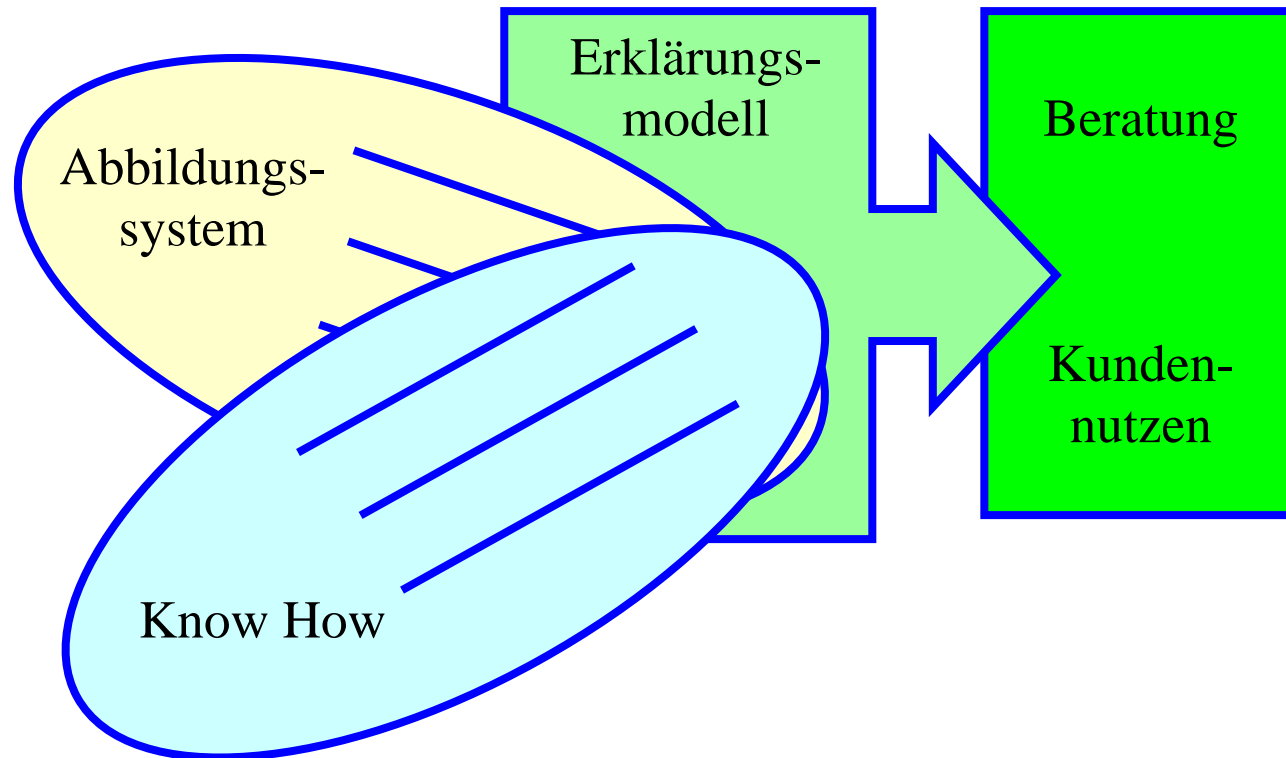 Erklärungs-
modell
Beratung
Abbildungs-
system
Kunden-
nutzen
Know How